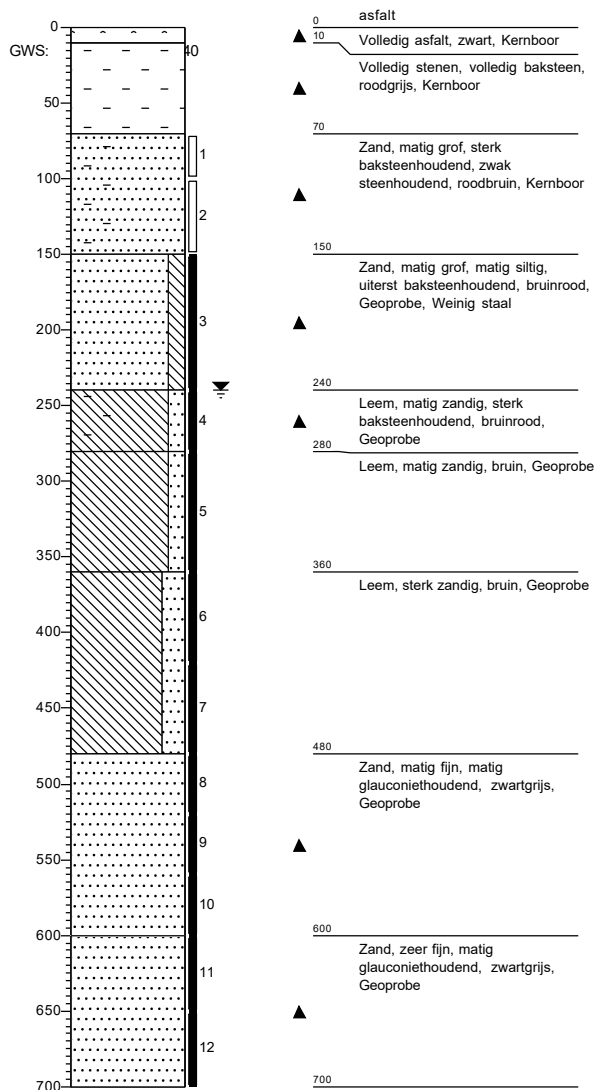 0
GWS:
40
50
100
150
200
250
300
350
400
450
500
550
600
650
700
1
2
3
4
5
6
7
8
9
10
11
12
asfalt
0
Volledig asfalt, zwart, Kernboor
10
Volledig stenen, volledig baksteen,
roodgrijs, Kernboor
70
Zand, matig grof, sterk
baksteenhoudend, zwak
steenhoudend, roodbruin, Kernboor
150
Zand, matig grof, matig siltig,
uiterst baksteenhoudend, bruinrood,
Geoprobe, Weinig staal
240
Leem, matig zandig, sterk
baksteenhoudend, bruinrood,
Geoprobe
280
Leem, matig zandig, bruin, Geoprobe
360
Leem, sterk zandig, bruin, Geoprobe
480
Zand, matig fijn, matig
glauconiethoudend, zwartgrijs,
Geoprobe
600
Zand, zeer fijn, matig
glauconiethoudend, zwartgrijs,
Geoprobe
700